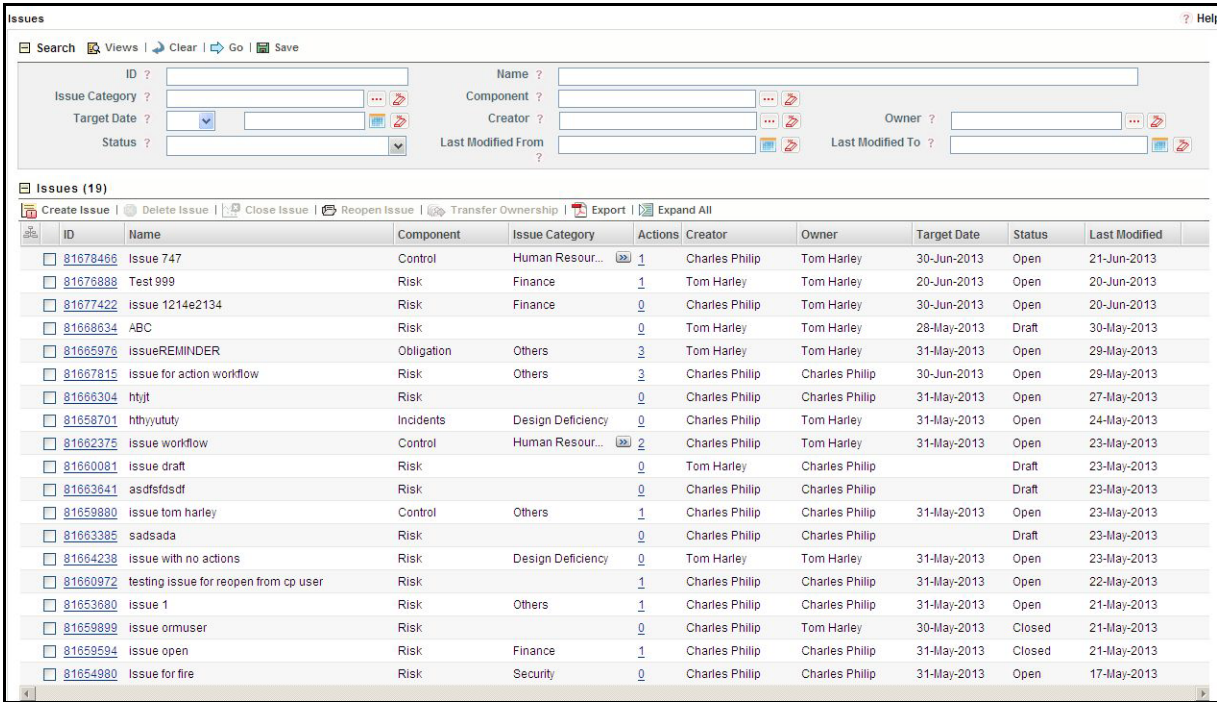 Issues ? Help
Search Views | Clear | Go | Save
ID ? Name ?
Issue Category ? ... Component ? ...
Target Date ? Creator ? ... Owner ? ...
Status ? Last Modified From ? Last Modified To ?
Issues (19)
Create Issue | Delete Issue | Close Issue | Reopen Issue | Transfer Ownership | Export | Expand All
ID Name Component Issue Category Actions Creator Owner Target Date Status Last Modified
81678466 Issue 747 Control Human Resour... >> 1 Charles Philip Tom Harley 30-Jun-2013 Open 21-Jun-2013
81676888 Test 999 Risk Finance 1 Tom Harley Tom Harley 20-Jun-2013 Open 20-Jun-2013
81677422 issue 1214e2134 Risk Finance 0 Charles Philip Tom Harley 30-Jun-2013 Open 20-Jun-2013
81668634 ABC Risk 0 Tom Harley Tom Harley 28-May-2013 Draft 30-May-2013
81665976 issueREMINDER Obligation Others 3 Tom Harley Tom Harley 31-May-2013 Open 29-May-2013
81667815 issue for action workflow Risk Others 3 Charles Philip Charles Philip 30-Jun-2013 Open 29-May-2013
81666304 htyjt Risk 0 Charles Philip Charles Philip 31-May-2013 Open 27-May-2013
81658701 hthyyututy Incidents Design Deficiency 0 Charles Philip Tom Harley 31-May-2013 Open 24-May-2013
81662375 issue workflow Control Human Resour... >> 2 Charles Philip Tom Harley 31-May-2013 Open 23-May-2013
81660081 issue draft Risk 0 Tom Harley Charles Philip Draft 23-May-2013
81663641 asdfsfdsdf Risk 0 Charles Philip Charles Philip Draft 23-May-2013
81659880 issue tom harley Control Others 1 Charles Philip Charles Philip 31-May-2013 Open 23-May-2013
81663385 sadsada Risk 0 Charles Philip Charles Philip Draft 23-May-2013
81664238 issue with no actions Risk Design Deficiency 0 Tom Harley Tom Harley 31-May-2013 Open 23-May-2013
81660972 testing issue for reopen from cp user Risk 1 Charles Philip Charles Philip 31-May-2013 Open 22-May-2013
81653680 issue 1 Risk Others 1 Charles Philip Charles Philip 31-May-2013 Open 21-May-2013
81659899 issue ormuser Risk 0 Charles Philip Tom Harley 30-May-2013 Closed 21-May-2013
81659594 issue open Risk Finance 1 Charles Philip Charles Philip 31-May-2013 Closed 21-May-2013
81654980 Issue for fire Risk Security 0 Charles Philip Charles Philip 31-May-2013 Open 17-May-2013